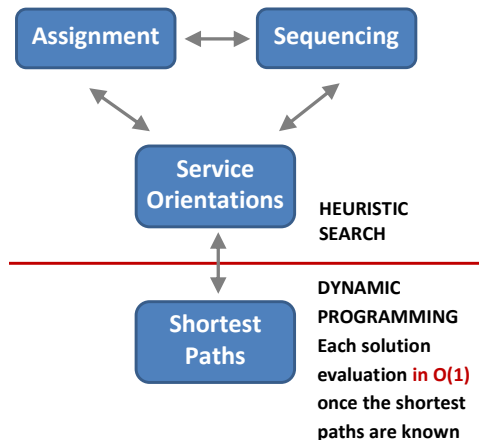 Assignment
Sequencing
Service
Orientations
HEURISTIC
SEARCH
Shortest
Paths
DYNAMIC
PROGRAMMING
Each solution
evaluation in O(1)
once the shortest
paths are known